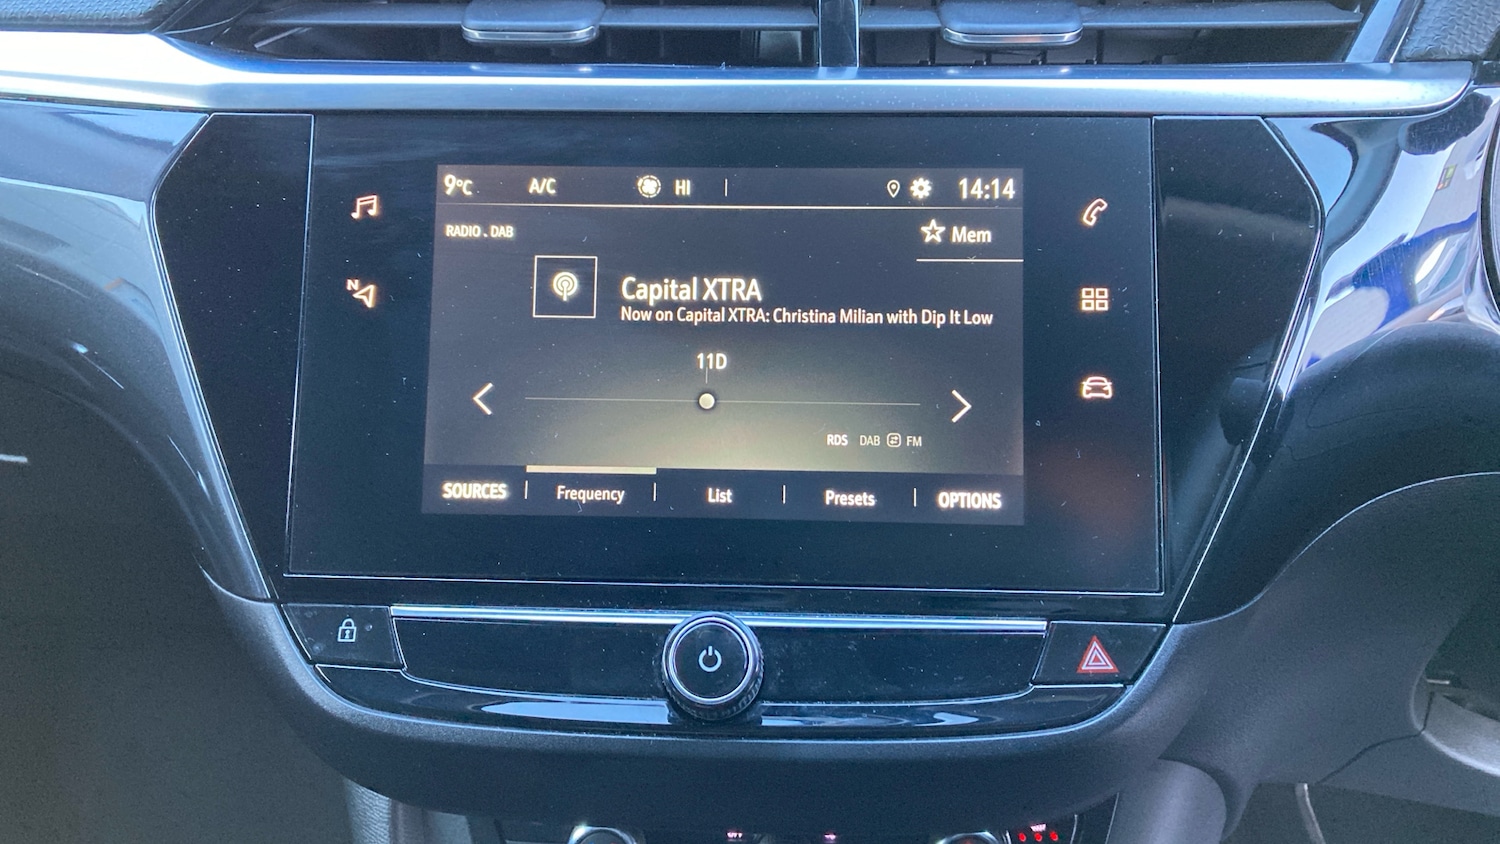 9°C A/C HI 14:14
RADIO . DAB
Mem
Capital XTRA
Now on Capital XTRA: Christina Milian with Dip It Low
11D
N
RDS DAB FM
SOURCES Frequency List Presets OPTIONS